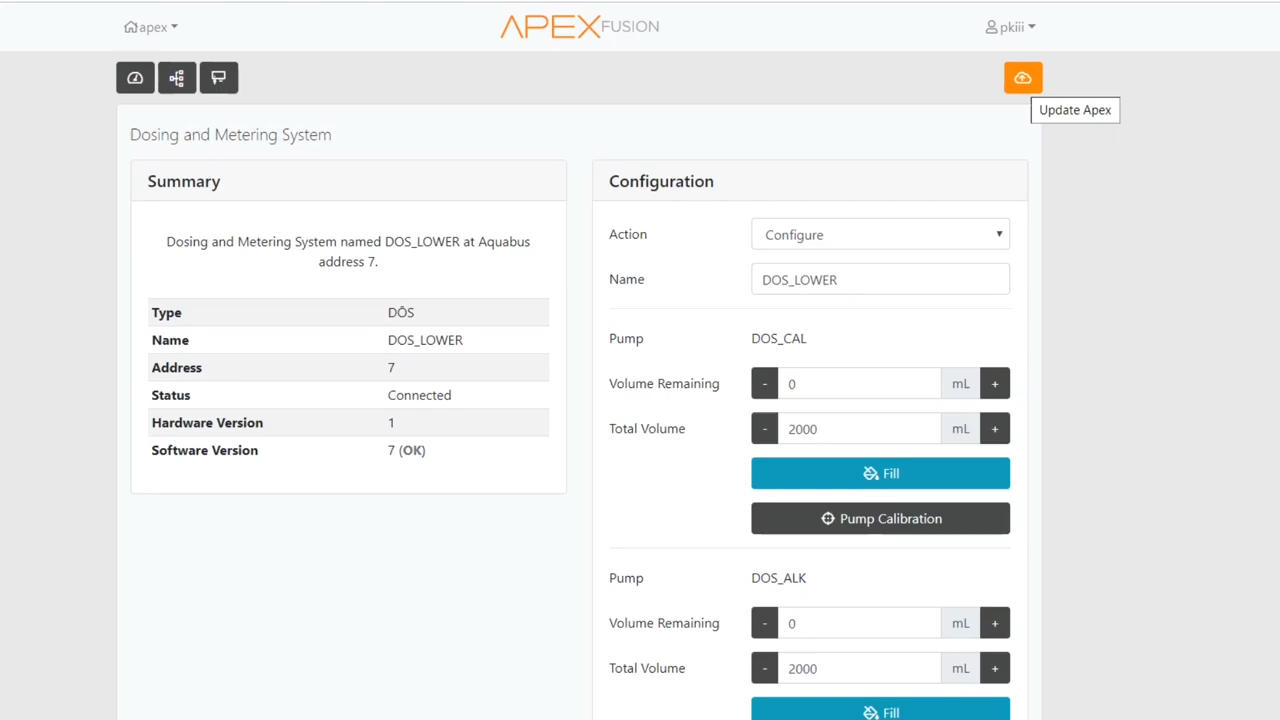 apex
APEX FUSION
pkiii
Update Apex
Dosing and Metering System
Summary
Dosing and Metering System named DOS_LOWER at Aquabus
address 7.
Type DŌS
Name DOS_LOWER
Address 7
Status Connected
Hardware Version 1
Software Version 7 (OK)
Configuration
Action Configure
Name DOS_LOWER
Pump DOS_CAL
Volume Remaining - 0 mL +
Total Volume - 2000 mL +
Fill
Pump Calibration
Pump DOS_ALK
Volume Remaining - 0 mL +
Total Volume - 2000 mL +
Fill